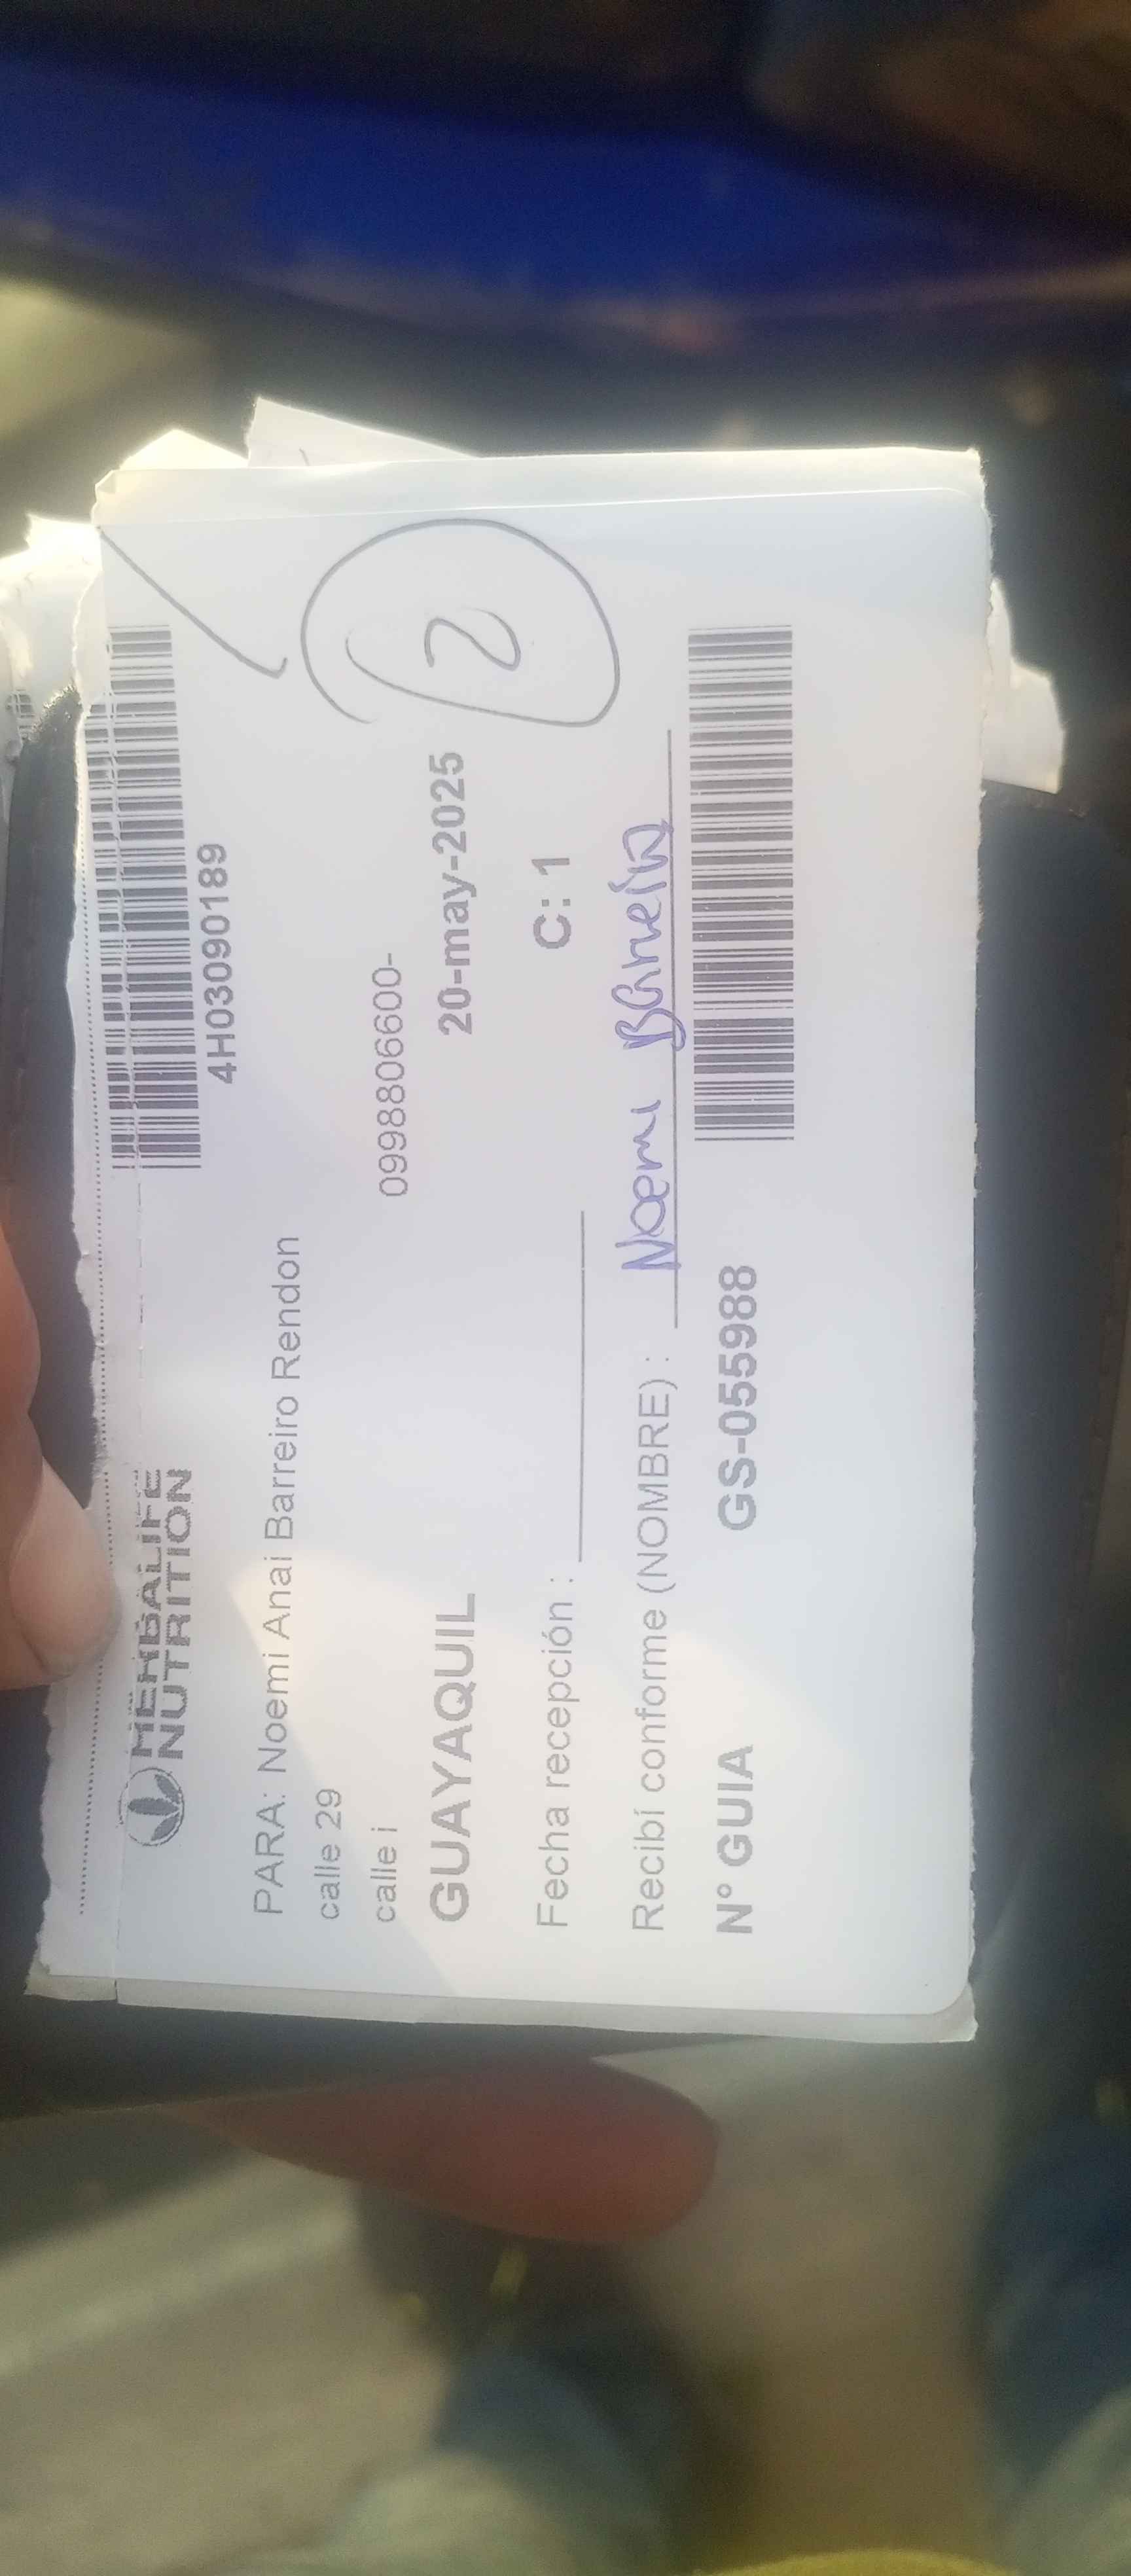 HERBALIFE
NUTRITION
4H03090189
PARA: Noemi Anai Barreiro Rendon
calle 29
calle i 0998806600-
GUAYAQUIL 20-may-2025
2
Fecha recepción : C: 1
Recibí conforme (NOMBRE) : Noemi Barreiro
N° GUIA GS-055988